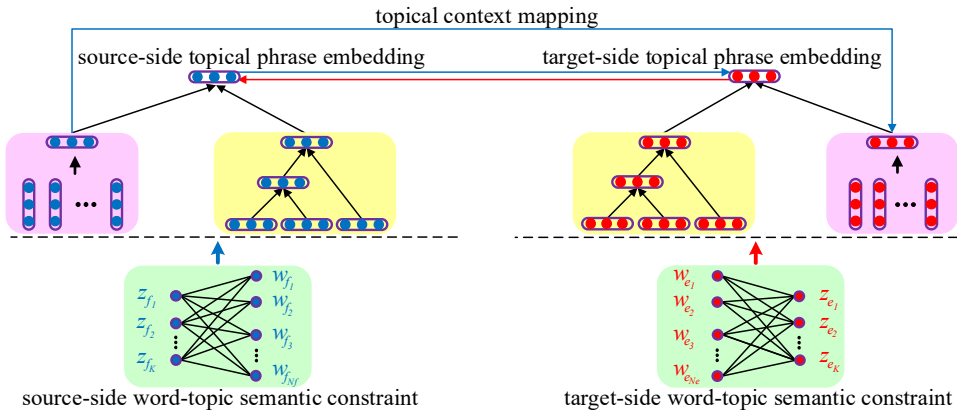 topical context mapping
source-side topical phrase embedding
target-side topical phrase embedding
z_{f_1}
z_{f_2}
z_{f_K}
w_{f_1}
w_{f_2}
w_{f_3}
w_{f_{Nf}}
w_{e_1}
w_{e_2}
w_{e_3}
w_{e_{Ne}}
z_{e_1}
z_{e_2}
z_{e_K}
source-side word-topic semantic constraint
target-side word-topic semantic constraint